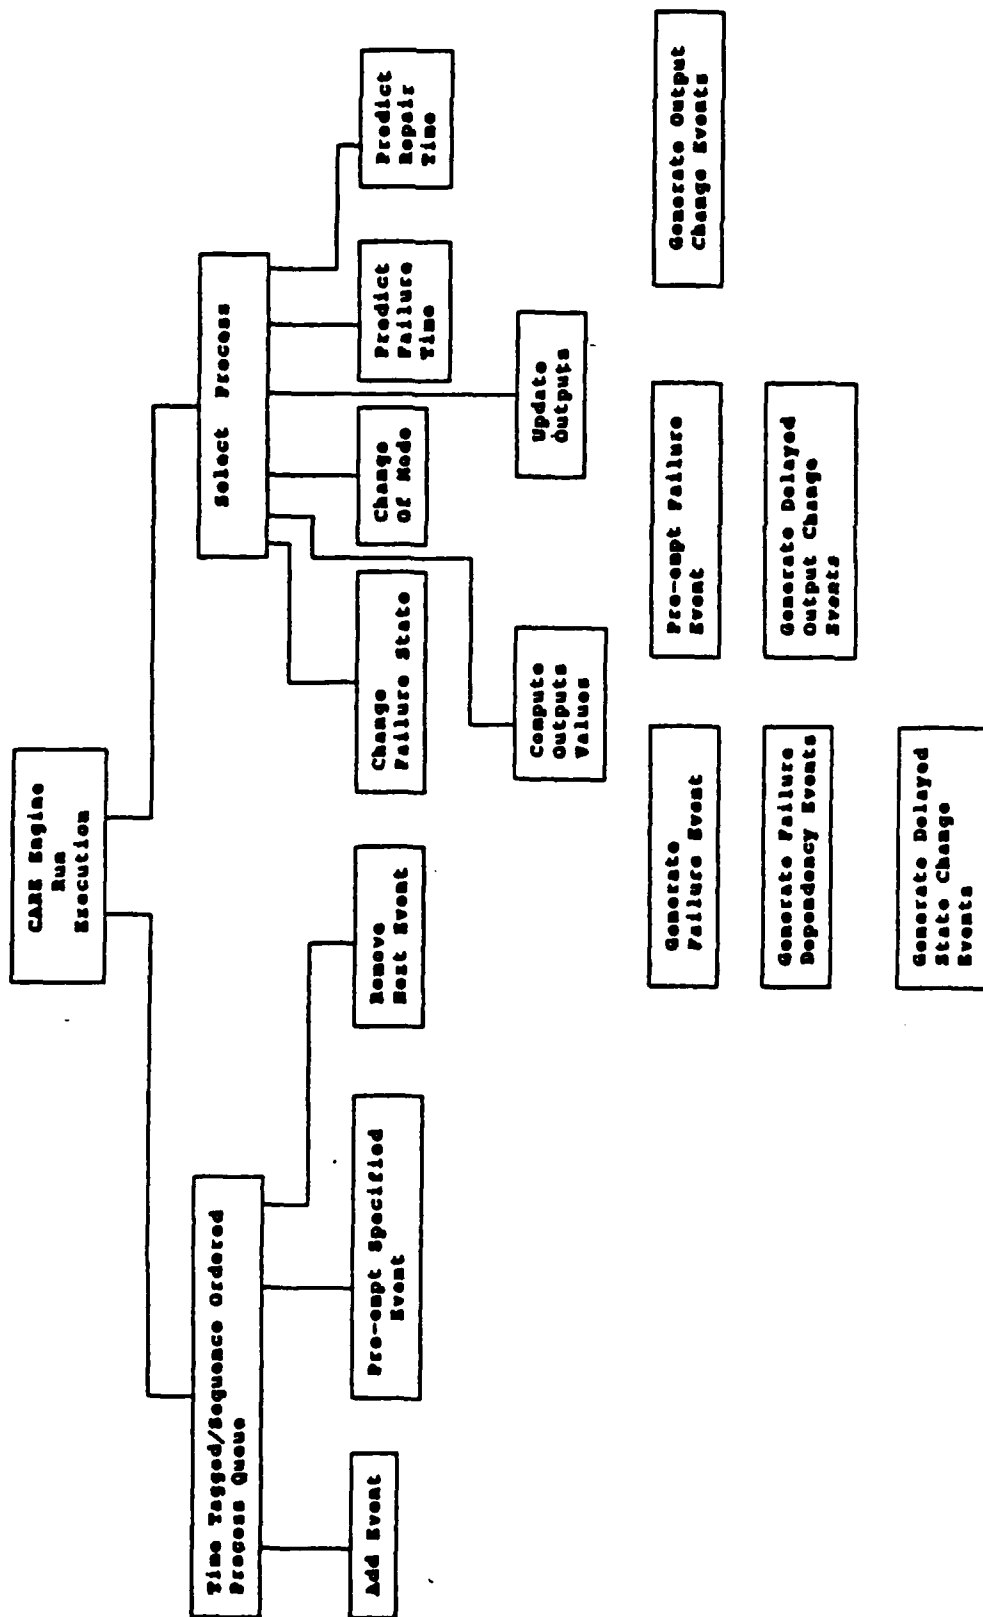 CARE Engine
Run
Execution
Time Tagged/Sequence Ordered
Process Queue
Select Process
Add Event
Pre-empt Specified
Event
Remove
Next Event
Change
Failure State
Change
Of Mode
Predict
Failure
Time
Predict
Repair
Time
Compute
Outputs
Values
Update
Outputs
Generate
Failure Event
Pre-empt Failure
Event
Generate Output
Change Events
Generate Failure
Dependency Events
Generate Delayed
Output Change
Events
Generate Delayed
State Change
Events